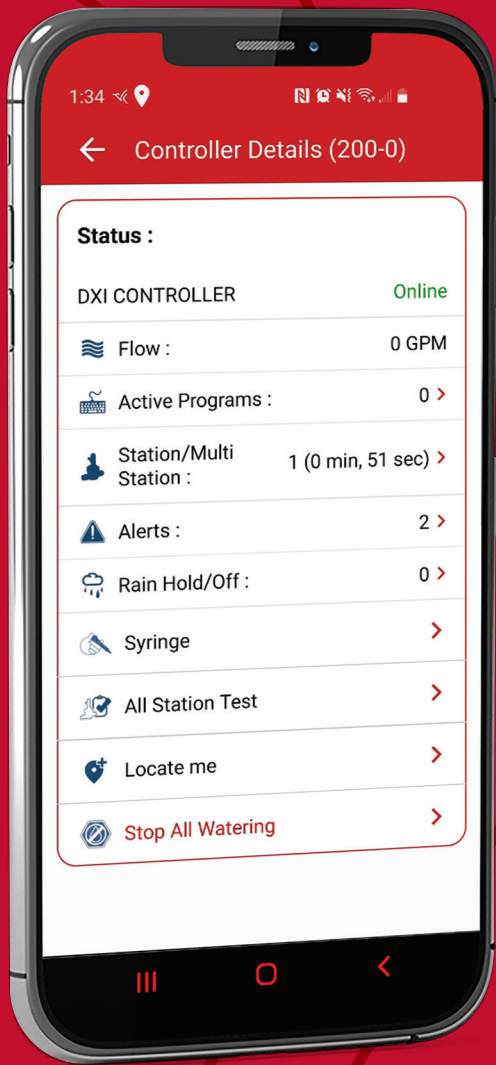 1:34
Controller Details (200-0)
Status :
DXI CONTROLLER Online
Flow : 0 GPM
Active Programs : 0
Station/Multi
Station : 1 (0 min, 51 sec)
Alerts : 2
Rain Hold/Off : 0
Syringe
All Station Test
Locate me
Stop All Watering